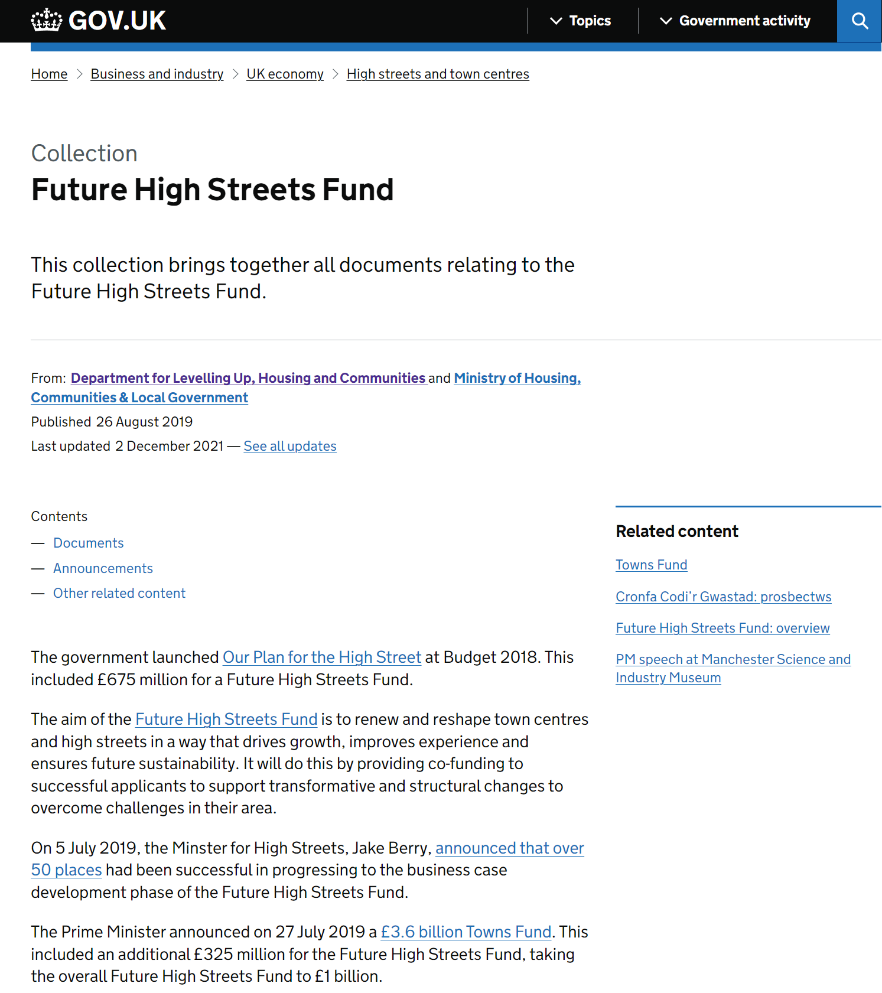 GOV.UK
Topics
Government activity
Home > Business and industry > UK economy > High streets and town centres
Collection
Future High Streets Fund
This collection brings together all documents relating to the
Future High Streets Fund.
From: Department for Levelling Up, Housing and Communities and Ministry of Housing,
Communities & Local Government
Published 26 August 2019
Last updated 2 December 2021 — See all updates
Contents
— Documents
— Announcements
— Other related content
The government launched Our Plan for the High Street at Budget 2018. This
included £675 million for a Future High Streets Fund.
The aim of the Future High Streets Fund is to renew and reshape town centres
and high streets in a way that drives growth, improves experience and
ensures future sustainability. It will do this by providing co-funding to
successful applicants to support transformative and structural changes to
overcome challenges in their area.
On 5 July 2019, the Minster for High Streets, Jake Berry, announced that over
50 places had been successful in progressing to the business case
development phase of the Future High Streets Fund.
The Prime Minister announced on 27 July 2019 a £3.6 billion Towns Fund. This
included an additional £325 million for the Future High Streets Fund, taking
the overall Future High Streets Fund to £1 billion.
Related content
Towns Fund
Cronfa Codi'r Gwastad: prosbectws
Future High Streets Fund: overview
PM speech at Manchester Science and
Industry Museum